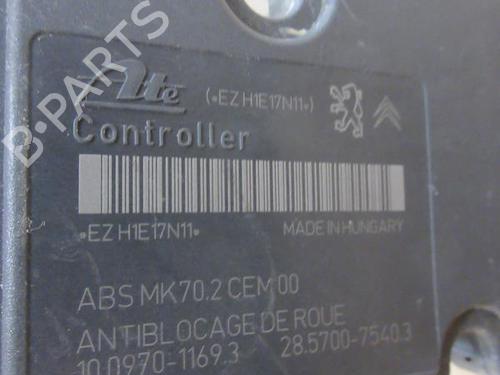 Ate (•EZ H1E17N11•)
Controller
•EZ H1E17N11• MADE IN HUNGARY
ABS MK70.2 CEM 00
ANTIBLOCAGE DE ROUE
10.0970-1169.3 28.5700-7540.3
B-PARTS